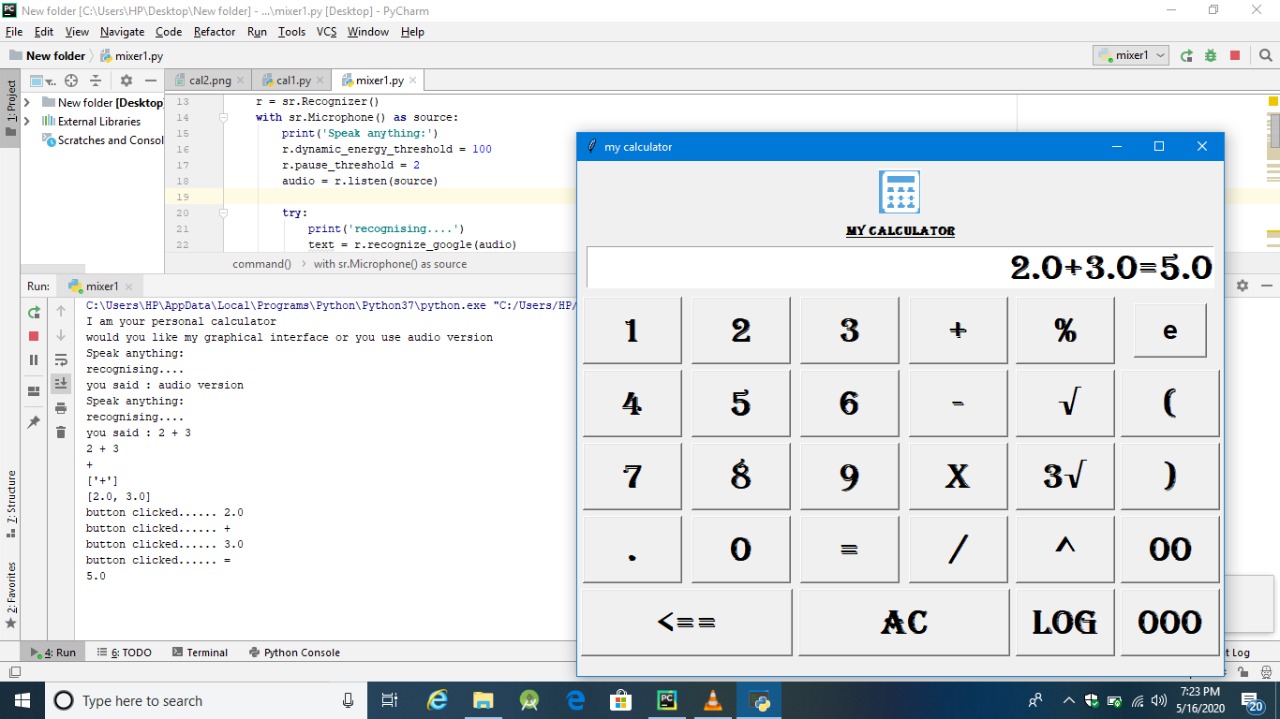 New folder [C:\Users\HP\Desktop\New folder] - ...\mixer1.py [Desktop] - PyCharm
File Edit View Navigate Code Refactor Run Tools VCS Window Help
New folder mixer1.py mixer1
1: Project
cal2.png cal1.py mixer1.py
New folder [Desktop
External Libraries
Scratches and Consol
13 r = sr.Recognizer()
14 with sr.Microphone() as source:
15 print('Speak anything:')
16 r.dynamic_energy_threshold = 100
17 r.pause_threshold = 2
18 audio = r.listen(source)
19
20 try:
21 print('recognising....')
22 text = r.recognize_google(audio)
command() with sr.Microphone() as source
Run: mixer1
C:\Users\HP\AppData\Local\Programs\Python\Python37\python.exe "C:/Users/HP/
I am your personal calculator
would you like my graphical interface or you use audio version
Speak anything:
recognising....
you said : audio version
Speak anything:
recognising....
you said : 2 + 3
2 + 3
+
['+']
[2.0, 3.0]
button clicked...... 2.0
button clicked...... +
button clicked...... 3.0
button clicked...... =
5.0
Z: Structure
2: Favorites
my calculator
MY CALCULATOR
2.0+3.0=5.0
1 2 3 + % e
4 5 6 - √ (
7 8 9 X 3√ )
. 0 = / ^ 00
<== AC LOG 000
4: Run 6: TODO Terminal Python Console t Log
Type here to search
7:23 PM
5/16/2020
20